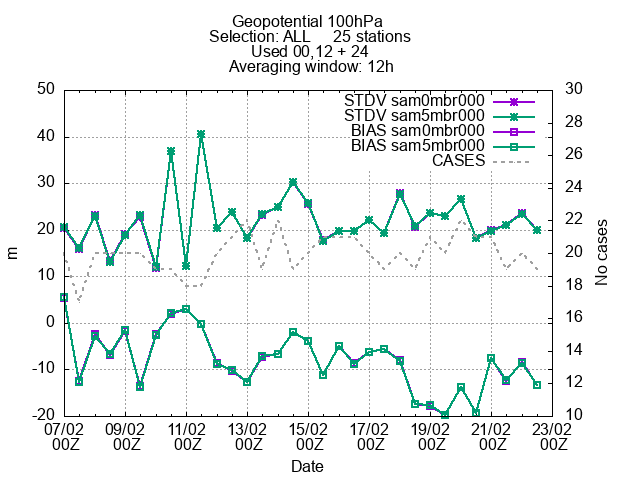 Geopotential 100hPa
Selection: ALL 25 stations
Used 00,12 + 24
Averaging window: 12h
STDV sam0mbr000
STDV sam5mbr000
BIAS sam0mbr000
BIAS sam5mbr000
CASES
50
40
30
20
10
0
-10
-20
m
30
28
26
24
22
20
18
16
14
12
10
No cases
07/02 09/02 11/02 13/02 15/02 17/02 19/02 21/02 23/02
00Z 00Z 00Z 00Z 00Z 00Z 00Z 00Z 00Z
Date